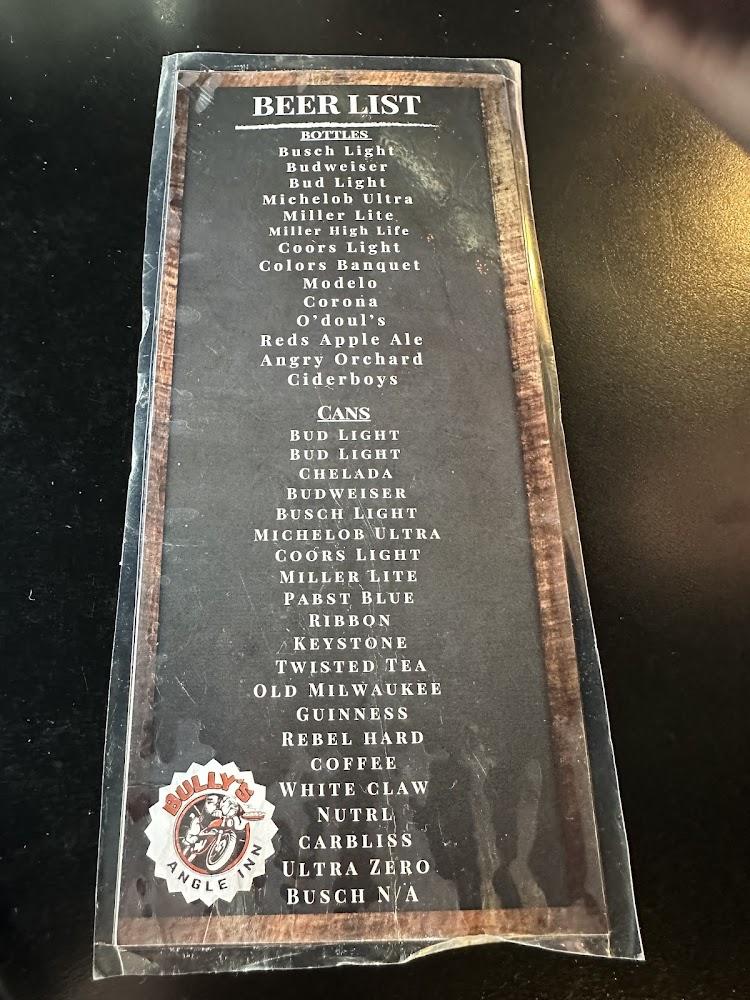 BEER LIST
BOTTLES
Busch Light
Budweiser
Bud Light
Michelob Ultra
Miller Lite
Miller High Life
Coors Light
Colors Banquet
Modelo
Corona
O'doul's
Reds Apple Ale
Angry Orchard
Ciderboys
CANS
BUD LIGHT
BUD LIGHT
CHELADA
BUDWEISER
BUSCH LIGHT
MICHELOB ULTRA
COORS LIGHT
MILLER LITE
PABST BLUE
RIBBON
KEYSTONE
TWISTED TEA
OLD MILWAUKEE
GUINNESS
REBEL HARD
COFFEE
WHITE CLAW
NUTRL
CARBLISS
ULTRA ZERO
BUSCH N/A
BULLY'S
ANGLE INN